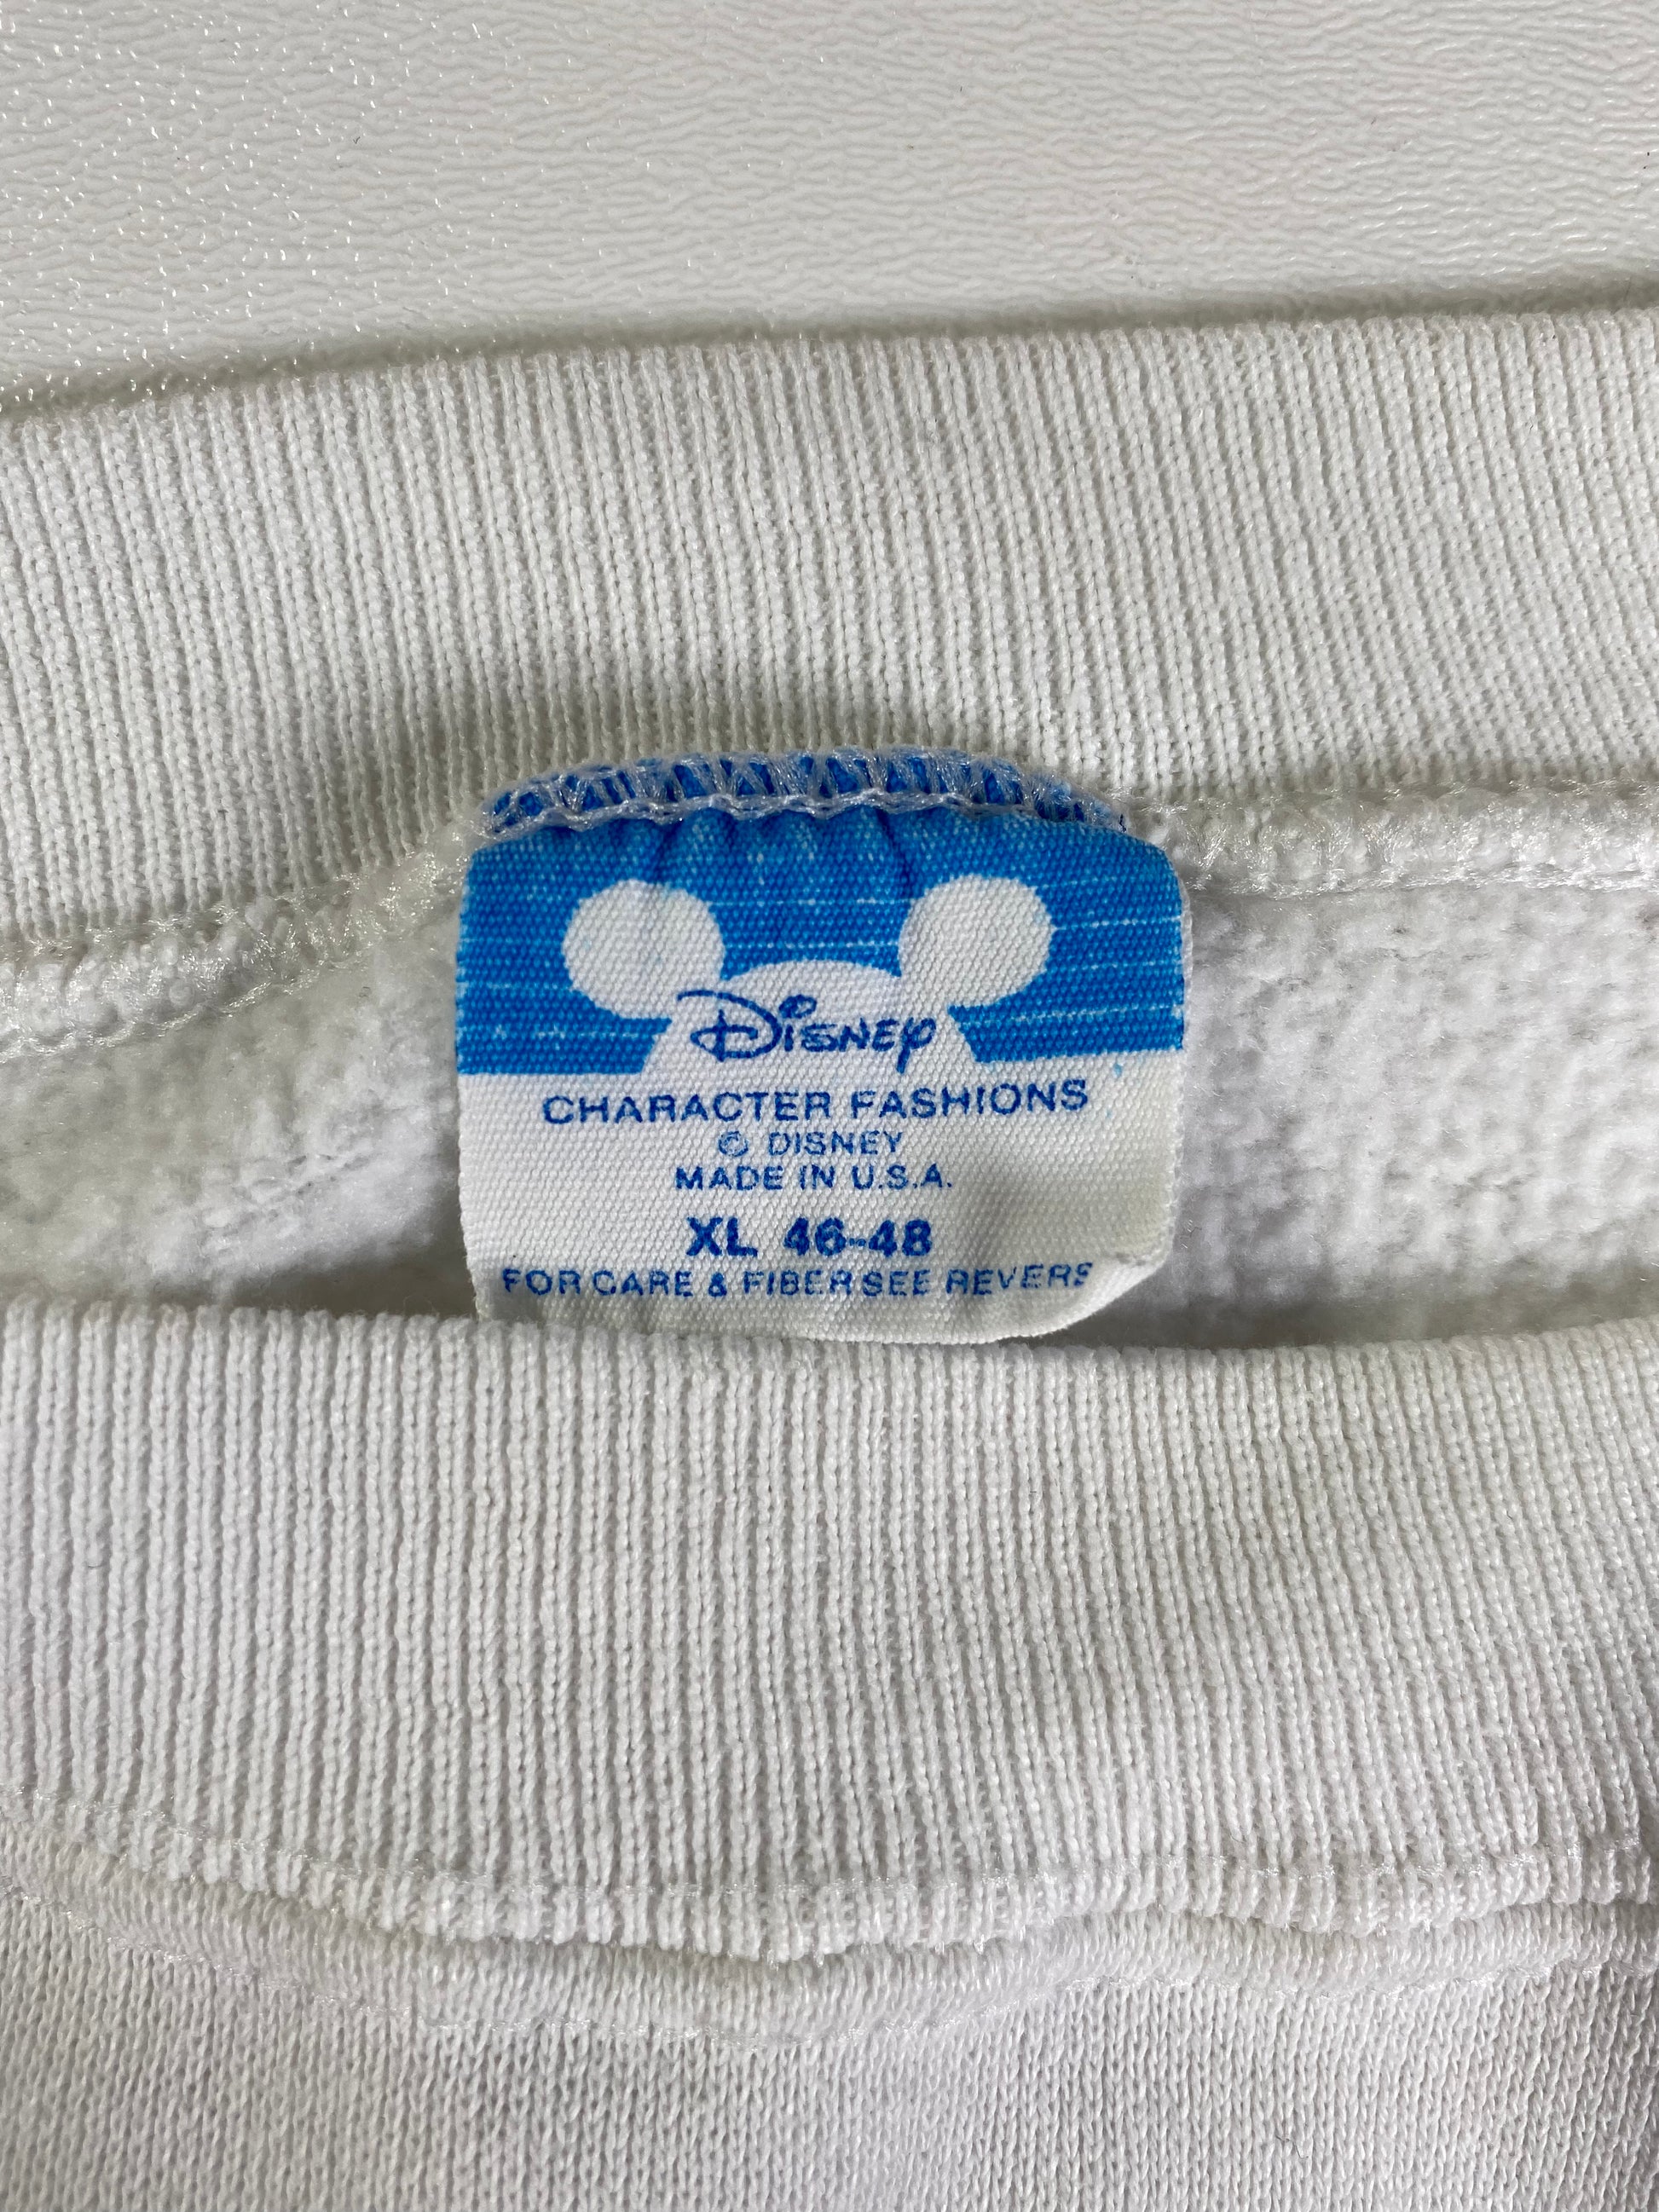 Disney
CHARACTER FASHIONS
© DISNEY
MADE IN U.S.A.
XL 46-48
FOR CARE & FIBER SEE REVERS